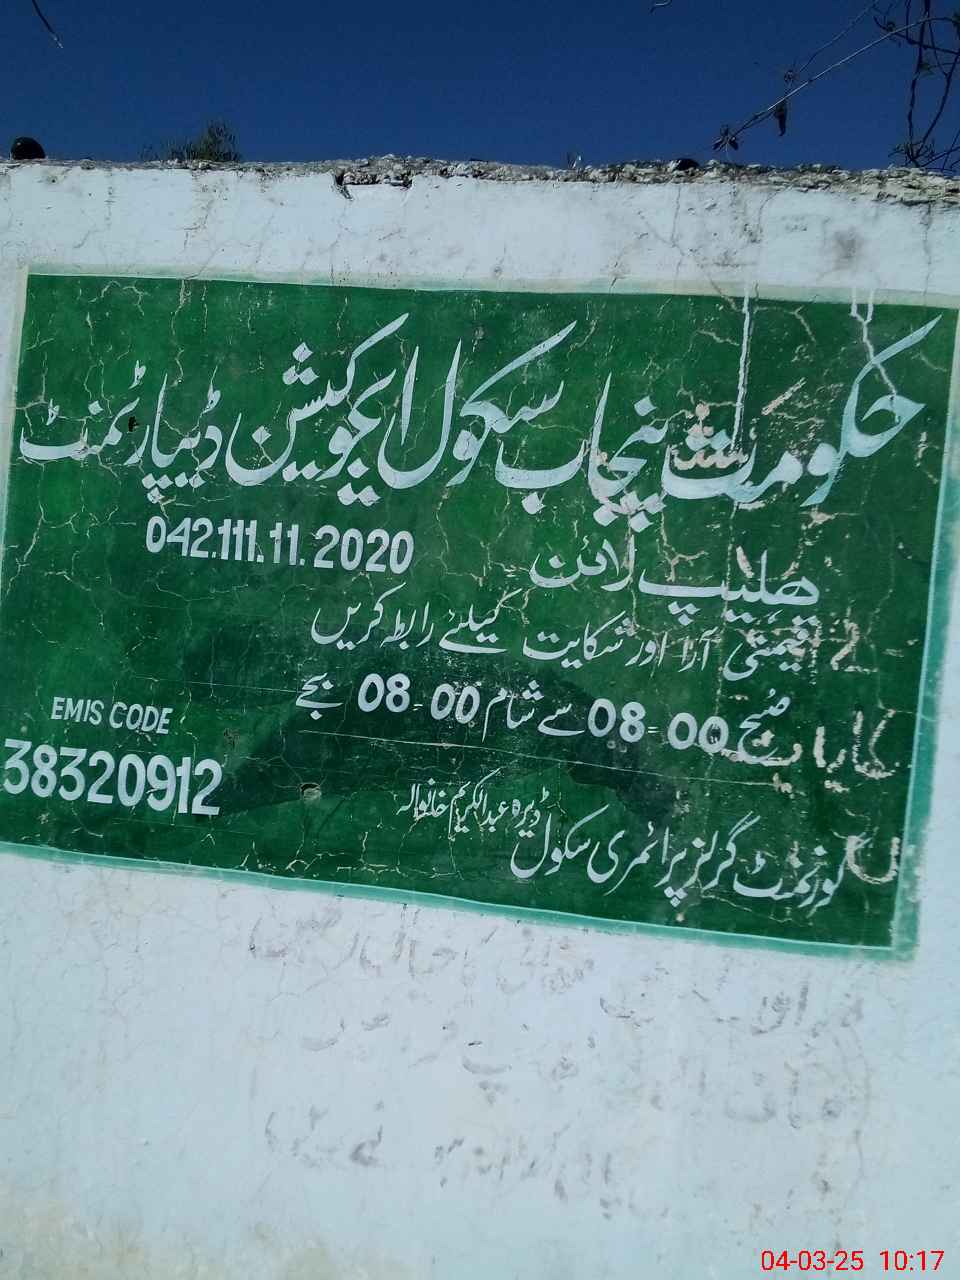 حکومت پنجاب سکول ایجوکیشن ڈیپارٹمنٹ
ھیلپ لائن 042.111.11.2020
قیمتی آرا اور شکایت کیلئے رابطہ کریں
صبح 08=00 سے شام 08=00 بجے
EMIS CODE
38320912
ڈیرہ عبدالکریم خانوالہ
گورنمنٹ گرلز پرائمری سکول
04-03-25 10:17